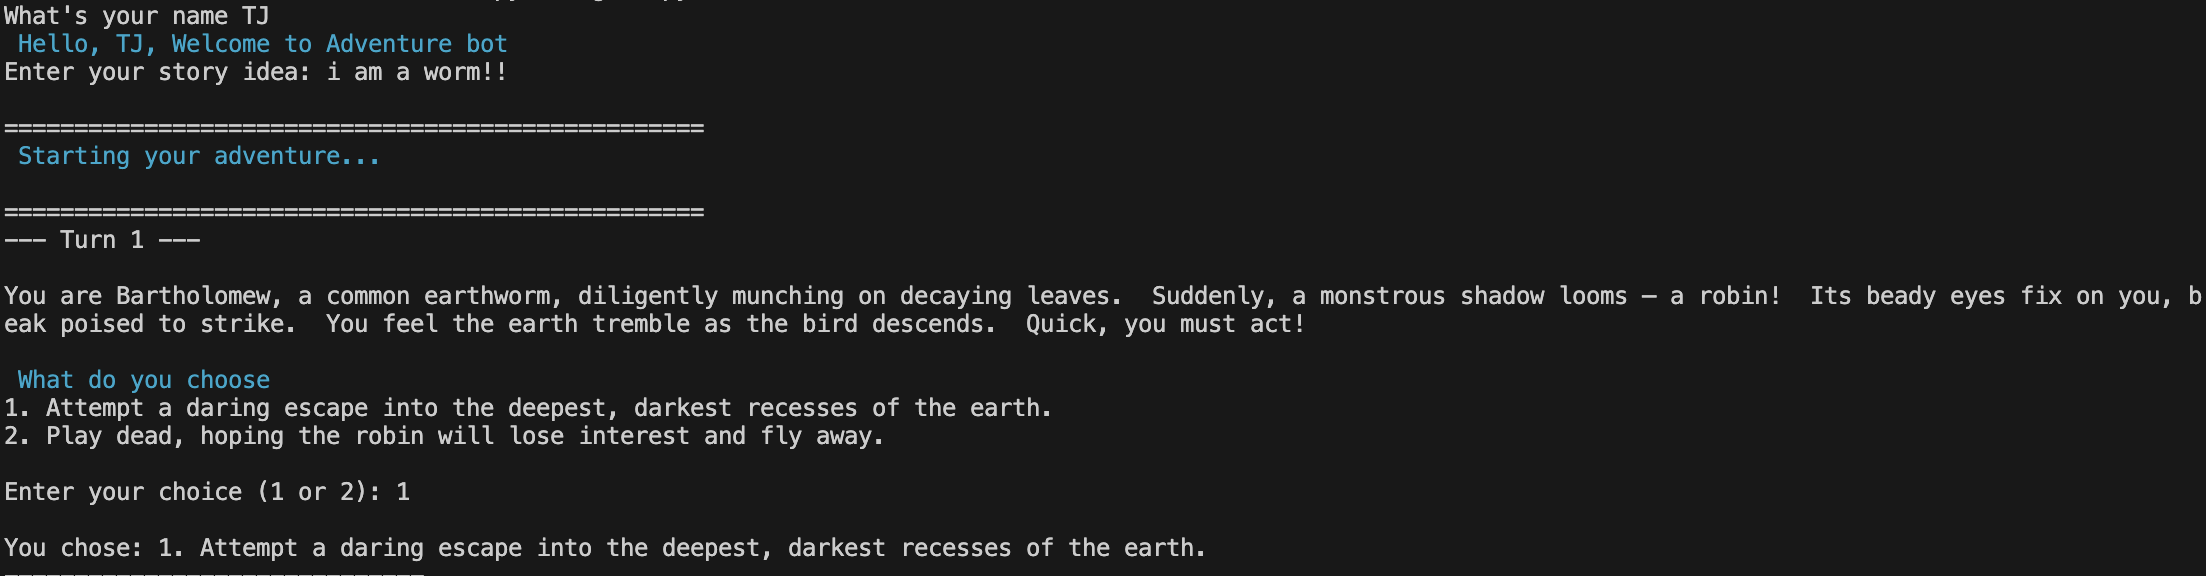 What's your name TJ
Hello, TJ, Welcome to Adventure bot
Enter your story idea: i am a worm!!
==================================================
Starting your adventure...
==================================================
--- Turn 1 ---
You are Bartholomew, a common earthworm, diligently munching on decaying leaves.  Suddenly, a monstrous shadow looms — a robin!  Its beady eyes fix on you, b
eak poised to strike.  You feel the earth tremble as the bird descends.  Quick, you must act!
What do you choose
1. Attempt a daring escape into the deepest, darkest recesses of the earth.
2. Play dead, hoping the robin will lose interest and fly away.
Enter your choice (1 or 2): 1
You chose: 1. Attempt a daring escape into the deepest, darkest recesses of the earth.